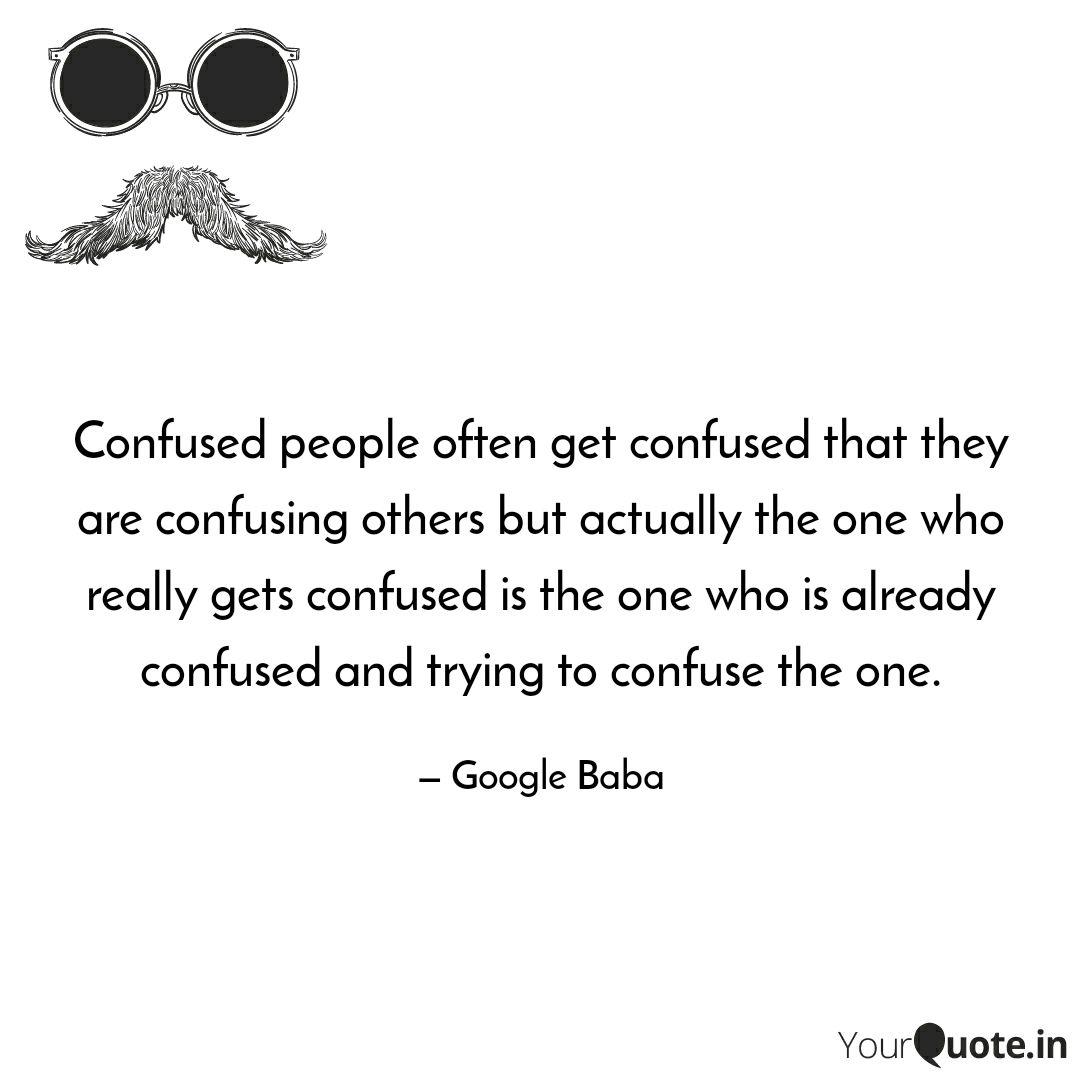 Confused people often get confused that they
are confusing others but actually the one who
really gets confused is the one who is already
confused and trying to confuse the one.
– Google Baba
YourQuote.in